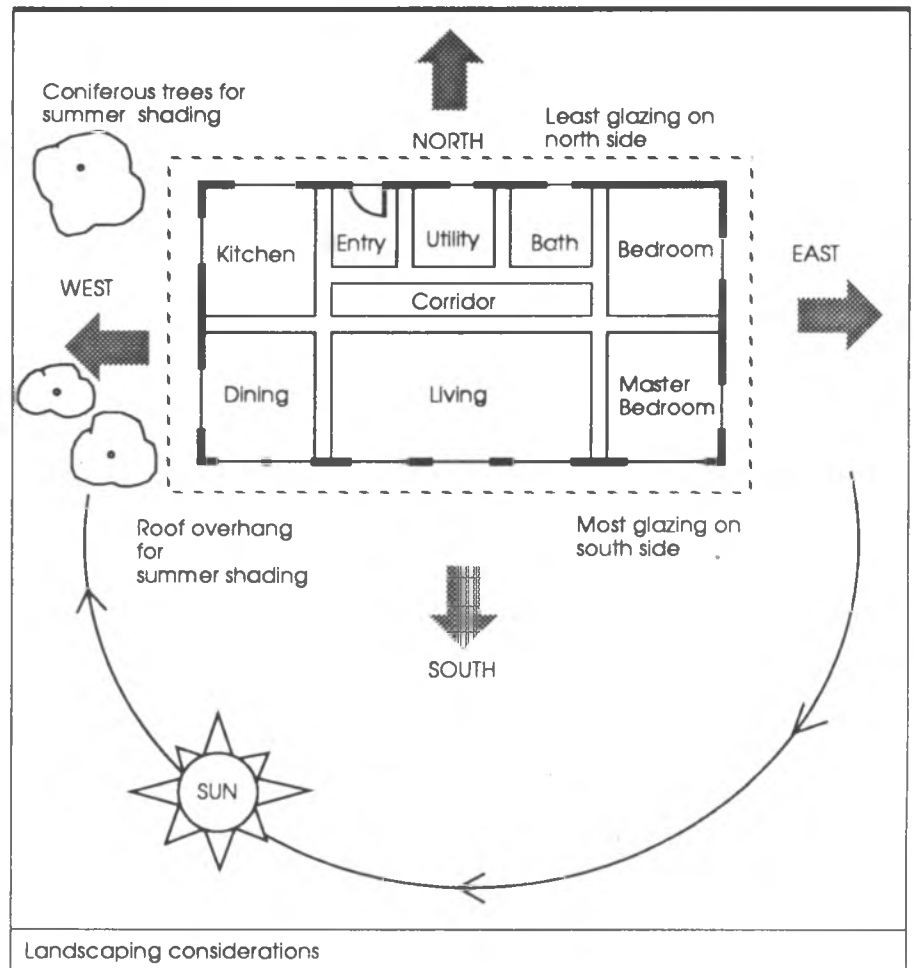 Coniferous trees for
summer shading
NORTH
Least glazing on
north side
Kitchen
Entry
Utility
Bath
Bedroom
WEST
EAST
Corridor
Dining
Living
Master
Bedroom
Roof overhang
for
summer shading
Most glazing on
south side
SOUTH
SUN
Landscaping considerations